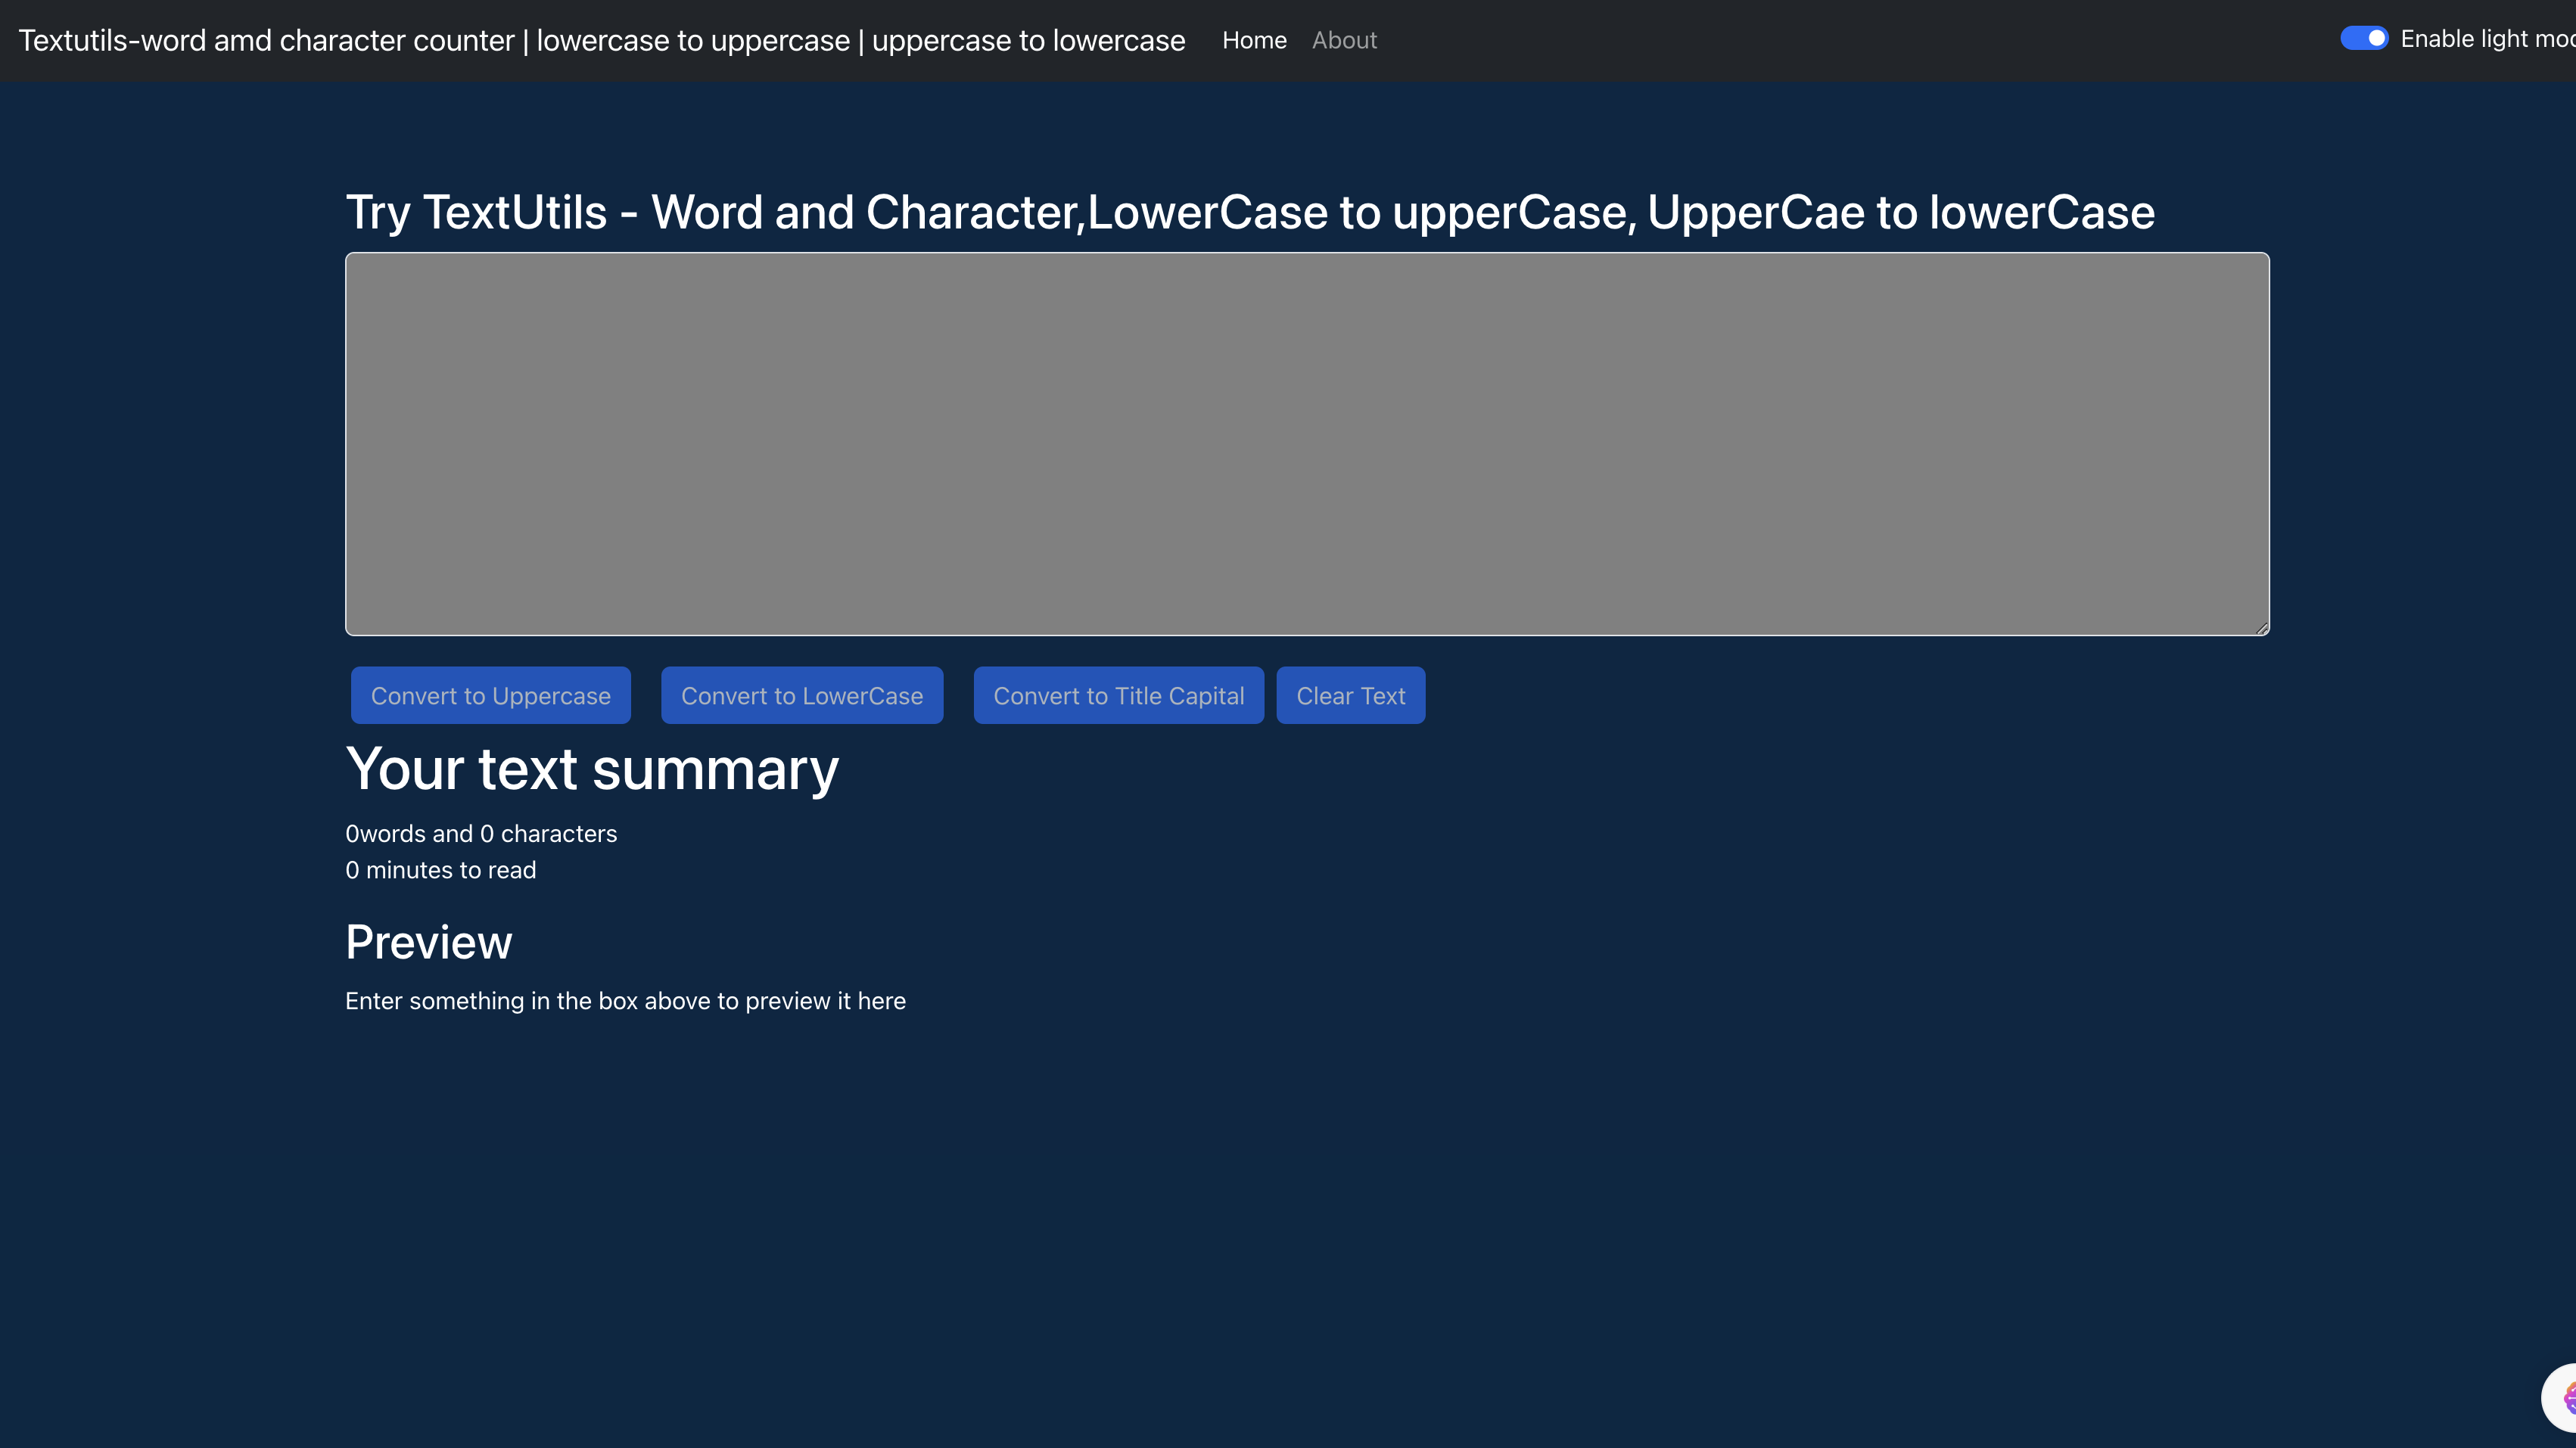 Textutils-word amd character counter | lowercase to uppercase | uppercase to lowercase Home About Enable light moc
Try TextUtils - Word and Character,LowerCase to upperCase, UpperCae to lowerCase
Convert to Uppercase Convert to LowerCase Convert to Title Capital Clear Text
Your text summary
0words and 0 characters
0 minutes to read
Preview
Enter something in the box above to preview it here